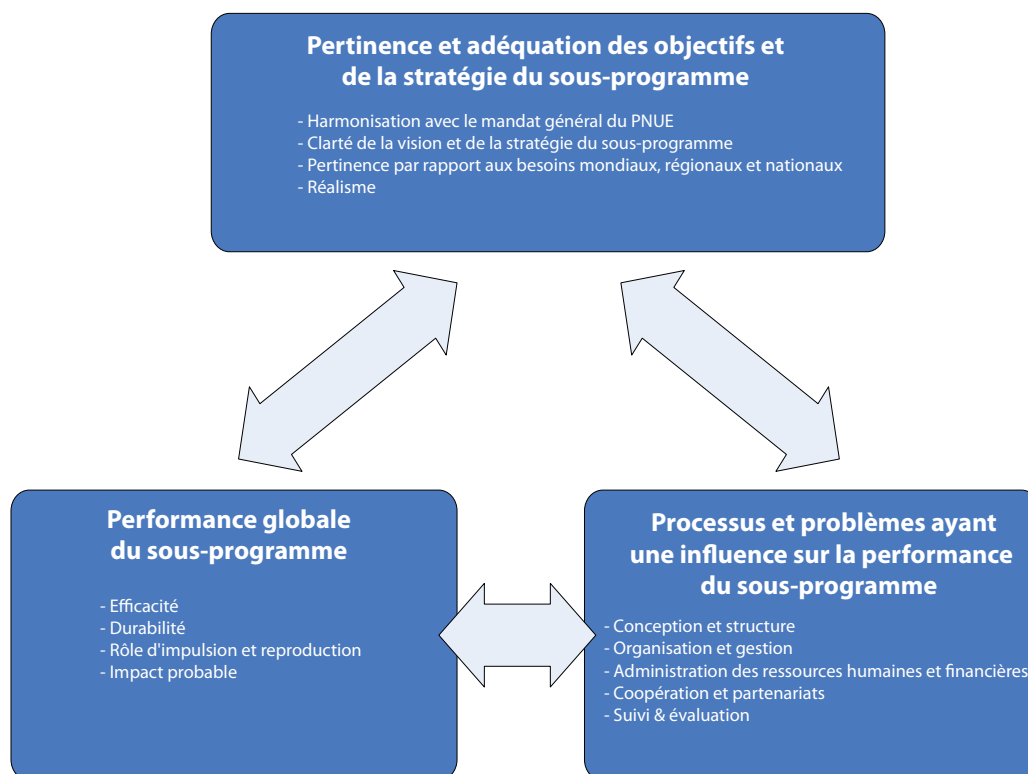 Pertinence et adéquation des objectifs et
de la stratégie du sous-programme
- Harmonisation avec le mandat général du PNUE
- Clarté de la vision et de la stratégie du sous-programme
- Pertinence par rapport aux besoins mondiaux, régionaux et nationaux
- Réalisme
Performance globale
du sous-programme
- Efficacité
- Durabilité
- Rôle d'impulsion et reproduction
- Impact probable
Processus et problèmes ayant
une influence sur la performance
du sous-programme
- Conception et structure
- Organisation et gestion
- Administration des ressources humaines et financières
- Coopération et partenariats
- Suivi & évaluation